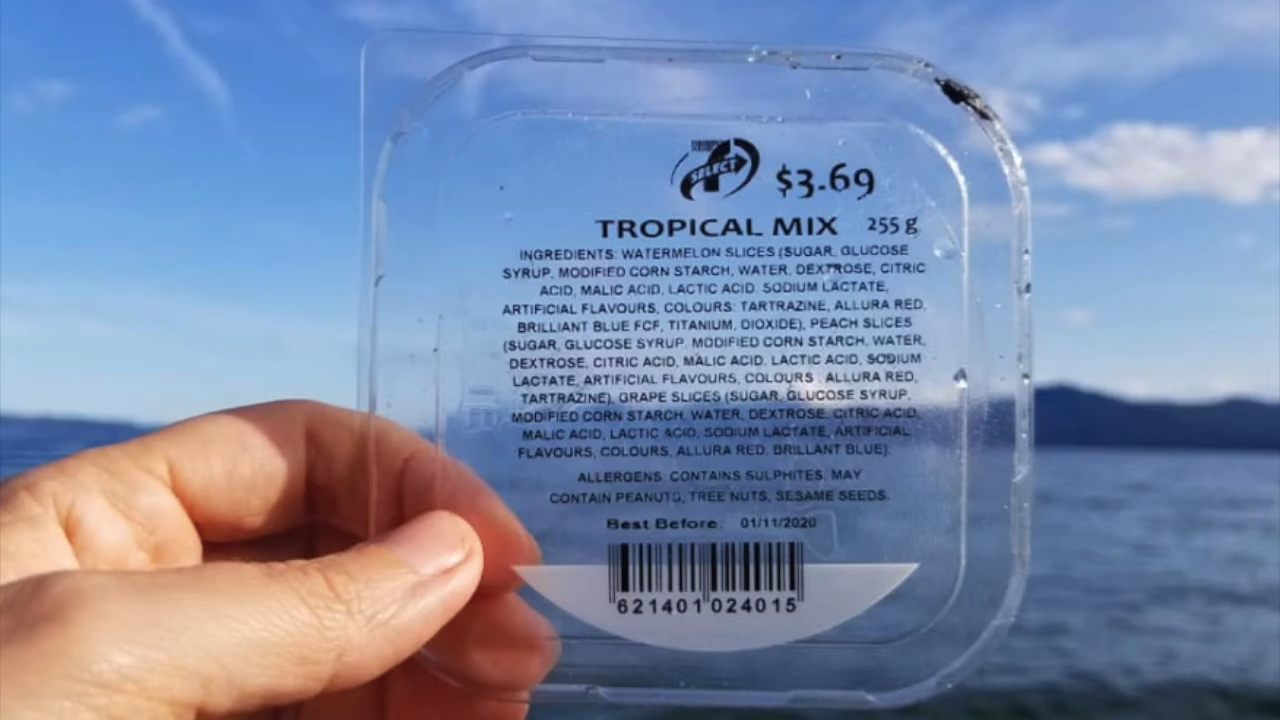 SELECT
$3.69
TROPICAL MIX 255 g
INGREDIENTS: WATERMELON SLICES (SUGAR, GLUCOSE
SYRUP, MODIFIED CORN STARCH, WATER, DEXTROSE, CITRIC
ACID, MALIC ACID, LACTIC ACID, SODIUM LACTATE,
ARTIFICIAL FLAVOURS, COLOURS: TARTRAZINE, ALLURA RED,
BRILLIANT BLUE FCF, TITANIUM, DIOXIDE), PEACH SLICES
(SUGAR, GLUCOSE SYRUP, MODIFIED CORN STARCH, WATER,
DEXTROSE, CITRIC ACID, MALIC ACID, LACTIC ACID, SODIUM
LACTATE, ARTIFICIAL FLAVOURS, COLOURS : ALLURA RED,
TARTRAZINE), GRAPE SLICES (SUGAR, GLUCOSE SYRUP,
MODIFIED CORN STARCH, WATER, DEXTROSE, CITRIC ACID,
MALIC ACID, LACTIC ACID, SODIUM LACTATE, ARTIFICIAL
FLAVOURS, COLOURS, ALLURA RED, BRILLANT BLUE).
ALLERGENS: CONTAINS SULPHITES, MAY
CONTAIN PEANUTS, TREE NUTS, SESAME SEEDS.
Best Before: 01/11/2020
621401 024015